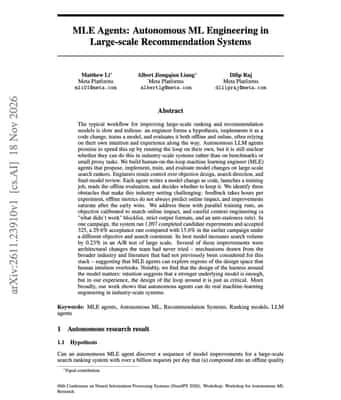 MLE Agents: Autonomous ML Engineering in
Large-scale Recommendation Systems
Matthew Li*
Meta Platforms
Albert Jiongqian Liang*
Meta Platforms
albertlg@meta.com
Dilip Raj
Meta Platforms
diliprajo@meta.com
Abstract
The typical workflow for improving large-scale ranking and recommendation
models is slow and tedious: an engineer forms a hypothesis, implements it as a
code change, trains a model, and evaluates it both offline and online, often relying
on their own intuition and experience along the way. Autonomous LLM agents
promise to speed this up by running the loop on their own, but it is still unclear
whether they can do this in industry-scale systems rather than on benchmarks or
small proxy tasks. We build human-on-the-loop machine learning engineer (MLE)
agents that propose, implement, train, and evaluate model changes on large search
rankers. Engineers retain control over objective design, search direction, and
final model review. Each agent writes a model change as code, launches a training
job, reads the offline evaluation, and decides whether to keep it. We identify three
obstacles that make this industry setting challenging: feedback takes hours per
experiment, offline metrics do not always predict online impact, and improvements
saturate after the early wins. We address them with parallel training runs, an
objective calibrated to match online impact, and careful context engineering (a
"what didn't work" blocklist, strict output formats, and an anti-staleness rule). In
one campaign, the system ran 1,097 completed candidate experiments and accepted
325, a 29.6% acceptance rate compared with 15.0% in the earlier campaign under
a different objective and search contract. Its best model increases search volume
by 0.23% in an A/B test of large scale. Several of these improvements were
architectural changes the team had never tried – mechanisms drawn from the
broader industry and literature that had not previously been considered for this
stack – suggesting that MLE agents can explore regions of the design space that
human intuition overlooks. Notably, we find that the design of the harness around
the model matters: intuition suggests that a stronger underlying model is enough,
but in our experience, the design of the loop around it is just as critical. More
broadly, our work shows that autonomous agents can do real machine-learning
engineering in industry-scale systems.
Keywords: MLE agents, Autonomous ML, Recommendation Systems, Ranking models, LLM
agents
1 Autonomous research result
1.1 Hypothesis
Can an autonomous MLE agent discover a sequence of model improvements for a large-scale
search ranking system with over a billion requests per day that (a) compound into an offline quality
*Equal contribution
40th Conference on Neural Information Processing Systems (NeurIPS 2026). Workshop: Workshop for Autonomous ML
Research.
arXiv:2611.23910v1 [cs.AI] 18 Nov 2026